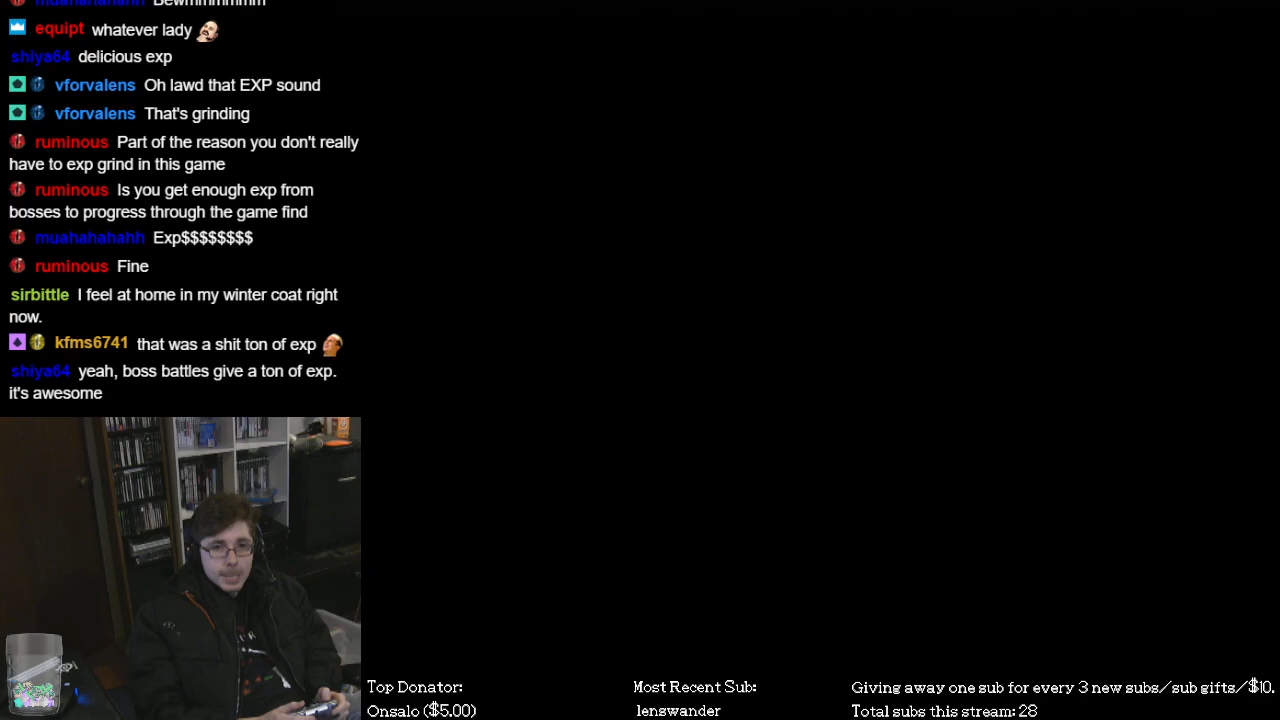 muahahahahh Bewmmmmmm
equipt whatever lady
shiya64 delicious exp
vforvalens Oh lawd that EXP sound
vforvalens That's grinding
ruminous Part of the reason you don't really
have to exp grind in this game
ruminous Is you get enough exp from
bosses to progress through the game find
muahahahahh Exp$$$$$$$$
ruminous Fine
sirbittle I feel at home in my winter coat right
now.
kfms6741 that was a shit ton of exp
shiya64 yeah, boss battles give a ton of exp.
it's awesome
Top Donator:
Onsalo ($5.00)
Most Recent Sub:
lenswander
Giving away one sub for every 3 new subs/sub gifts/$10.
Total subs this stream: 28